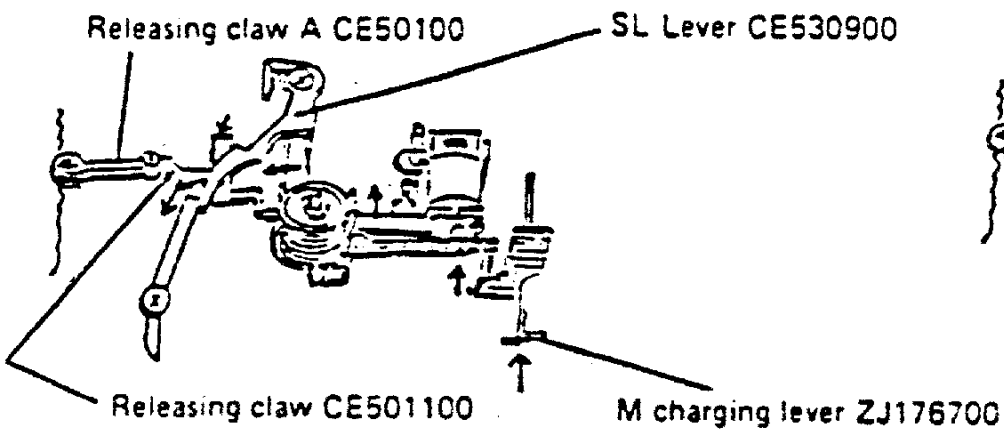 Releasing claw A CE50100
SL Lever CE530900
Releasing claw CE501100
M charging lever ZJ176700